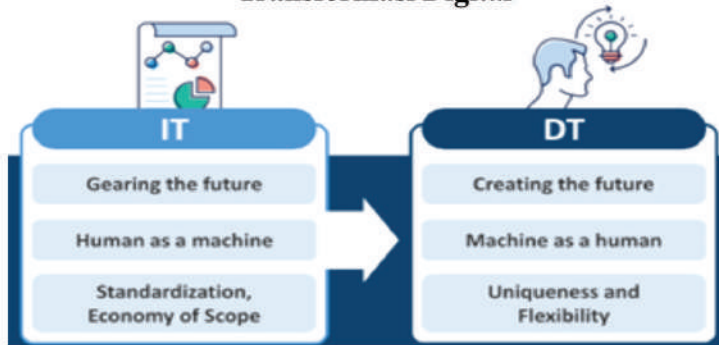 IT
Gearing the future
Human as a machine
Standardization,
Economy of Scope
DT
Creating the future
Machine as a human
Uniqueness and
Flexibility